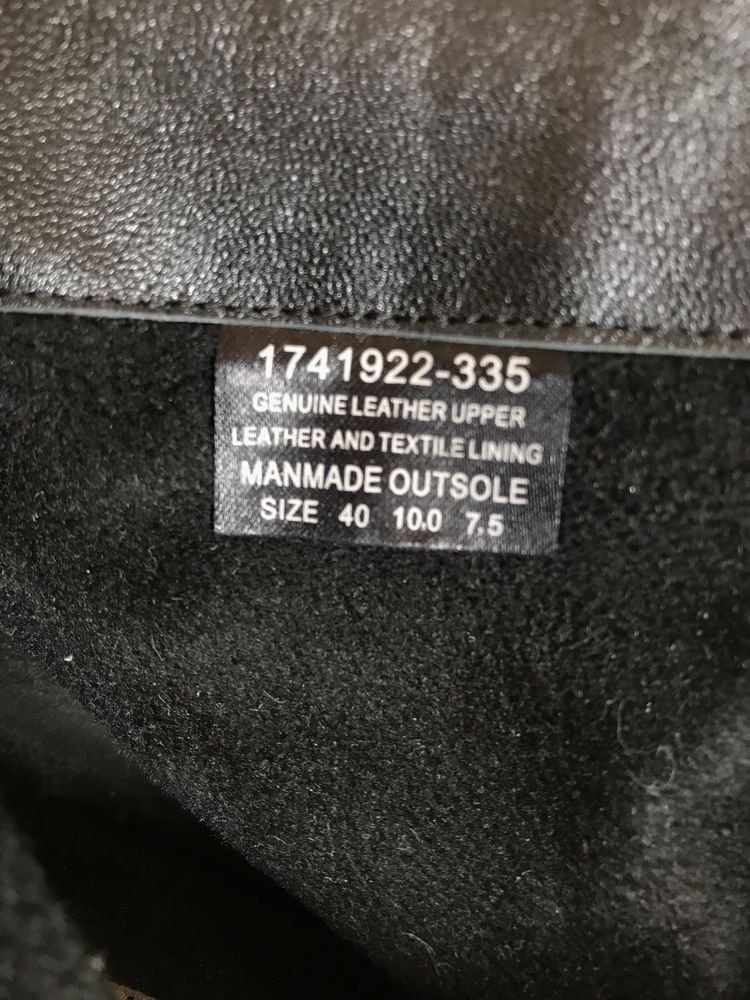 1741922-335
GENUINE LEATHER UPPER
LEATHER AND TEXTILE LINING
MANMADE OUTSOLE
SIZE 40 10.0 7.5